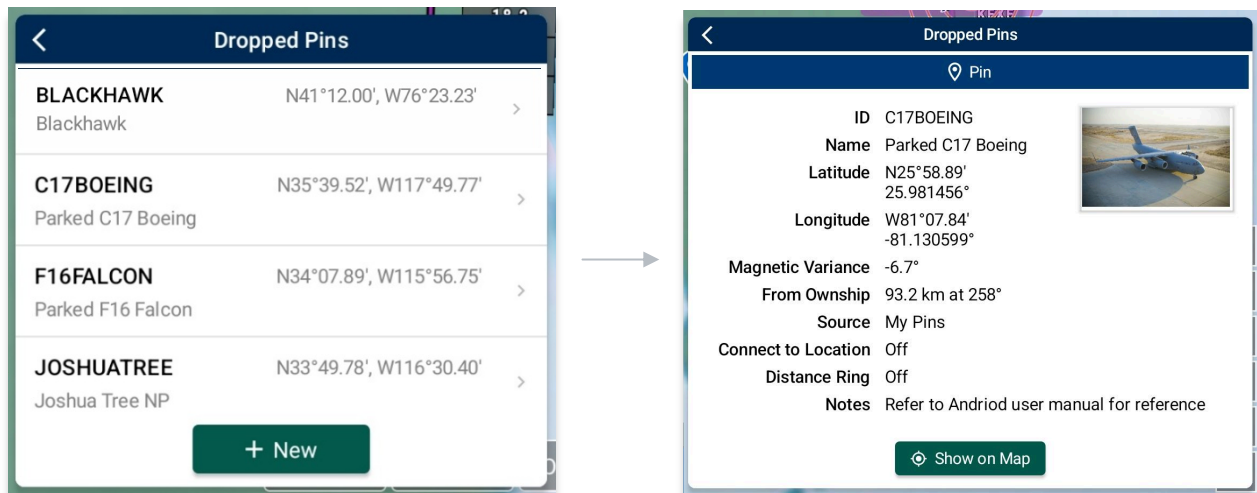 Dropped Pins
BLACKHAWK N41°12.00', W76°23.23'
Blackhawk
C17BOEING N35°39.52', W117°49.77'
Parked C17 Boeing
F16FALCON N34°07.89', W115°56.75'
Parked F16 Falcon
JOSHUATREE N33°49.78', W116°30.40'
Joshua Tree NP
+ New
Dropped Pins
Pin
ID C17BOEING
Name Parked C17 Boeing
Latitude N25°58.89'
25.981456°
Longitude W81°07.84'
-81.130599°
Magnetic Variance -6.7°
From Ownship 93.2 km at 258°
Source My Pins
Connect to Location Off
Distance Ring Off
Notes Refer to Andriod user manual for reference
Show on Map